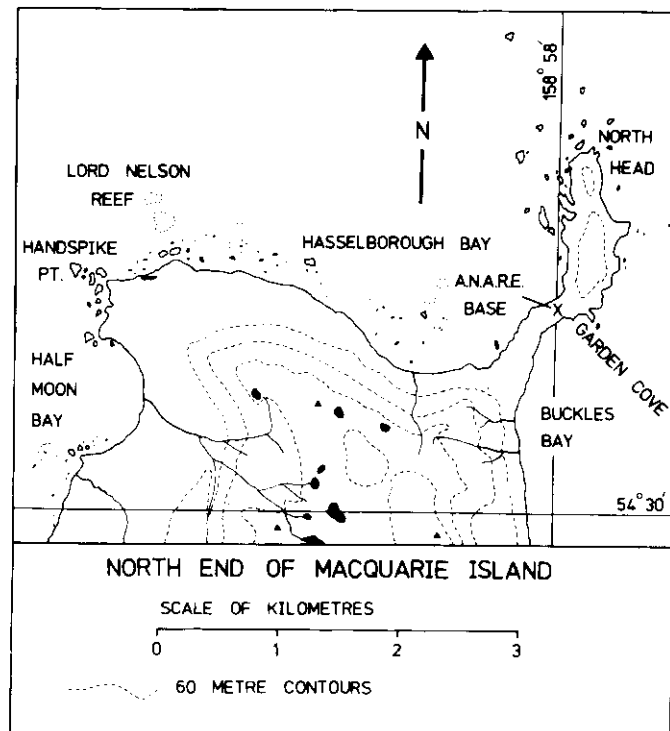 158° 58'
N
NORTH
HEAD
LORD NELSON
REEF
HANDSPIKE
PT.
HASSELBOROUGH BAY
A.N.A.R.E.
BASE
X
GARDEN COVE
HALF
MOON
BAY
BUCKLES
BAY
54° 30'
NORTH END OF MACQUARIE ISLAND
SCALE OF KILOMETRES
0 1 2 3
60 METRE CONTOURS